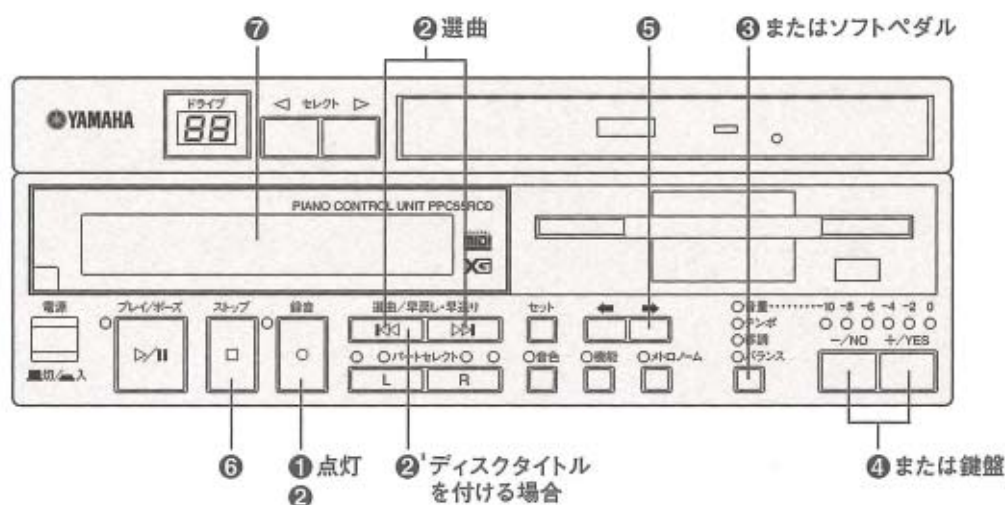 ❼
❷選曲
❺
❸またはソフトペダル
YAMAHA
ドライブ
88
◁ セレクト ▷
PIANO CONTROL UNIT PPC55RCD
MIDI
XG
電源
プレイ/ポーズ
ストップ
録音
選曲/早戻し・早送り
セット
音量
-10 -8 -6 -4 -2 0
テンポ
移調
バランス
−/NO +/YES
パートセレクト
音色
機能
メトロノーム
L R
切/入
❻
❶点灯
❷
❷'ディスクタイトル
を付ける場合
❹または鍵盤